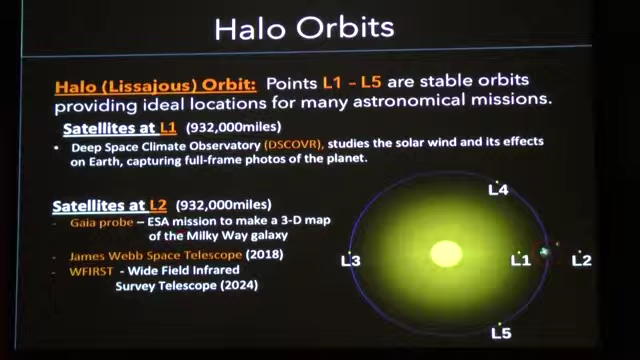 Halo Orbits
Halo (Lissajous) Orbit: Points L1 – L5 are stable orbits
providing ideal locations for many astronomical missions.
Satellites at L1 (932,000miles)
• Deep Space Climate Observatory (DSCOVR), studies the solar wind and its effects
on Earth, capturing full-frame photos of the planet.
Satellites at L2 (932,000miles)
- Gaia probe – ESA mission to make a 3-D map
of the Milky Way galaxy
- James Webb Space Telescope (2018)
- WFIRST - Wide Field Infrared
Survey Telescope (2024)
L4
L3
L1
L2
L5